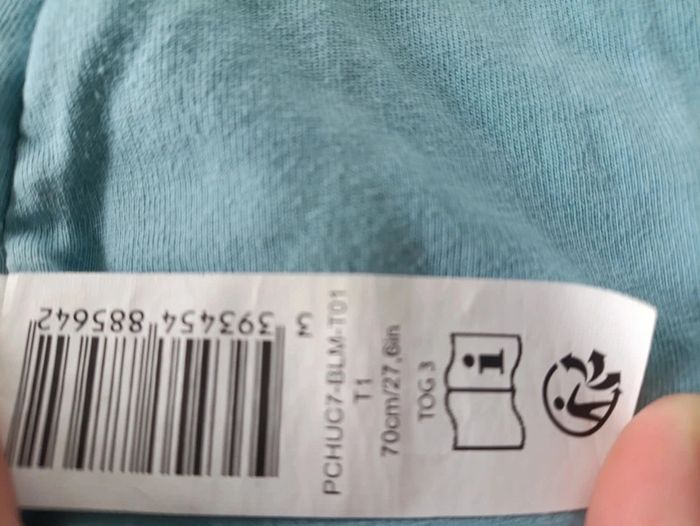 3 393454 885642
PCHUC7-BLM-T01
T1
70cm/27,6in
TOG 3